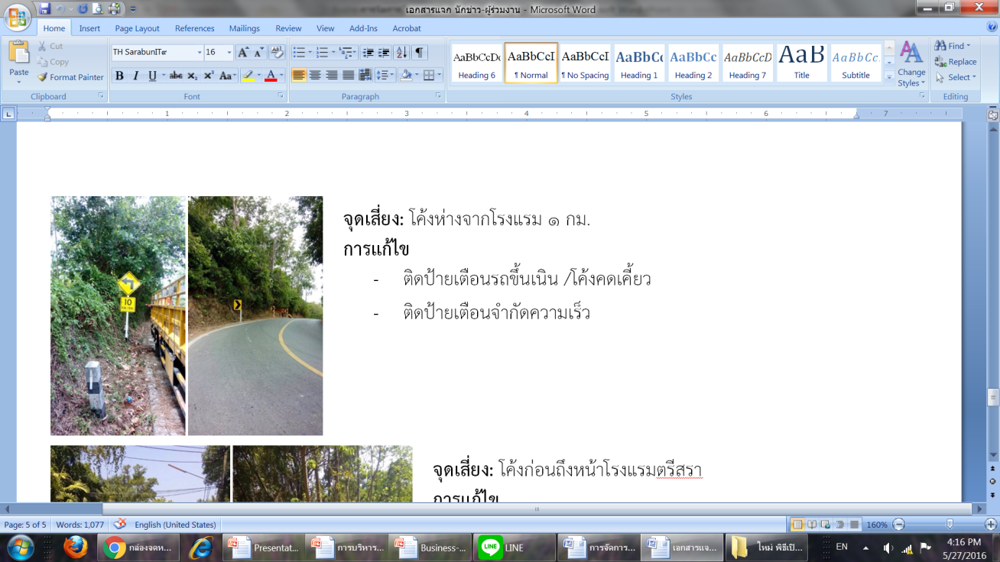 เอกสารแจก นักข่าว-ผู้ร่วมงาน - Microsoft Word
Home Insert Page Layout References Mailings Review View Add-Ins Acrobat
Paste
Cut
Copy
Format Painter
Clipboard
16
B I U abc x₂ x² Aa
Font
Paragraph
AaBbCcDc AaBbCcI AaBbCcI AaBbCc AaBbCc AaBbCcD AaB AaBbCc.
Heading 6 ¶ Normal ¶ No Spacing Heading 1 Heading 2 Heading 7 Title Subtitle
Change Styles
Styles
Find
Replace
Select
Editing
1 2 3 4 5 6 7
10
จุดเสี่ยง: โค้งห่างจากโรงแรม ๑ กม.
การแก้ไข
- ติดป้ายเตือนรถขึ้นเนิน /โค้งคดเคี้ยว
- ติดป้ายเตือนจำกัดความเร็ว
จุดเสี่ยง: โค้งก่อนถึงหน้าโรงแรมตรีสรา
การแก้ไข
Page: 5 of 5 Words: 1,077 English (United States) 160%
กล่องจดห... Presentat... การบริหาร... Business-... LINE การจัดการ... เอกสารแจ... ใหม่ พิธีเปิ... EN 4:16 PM
5/27/2016